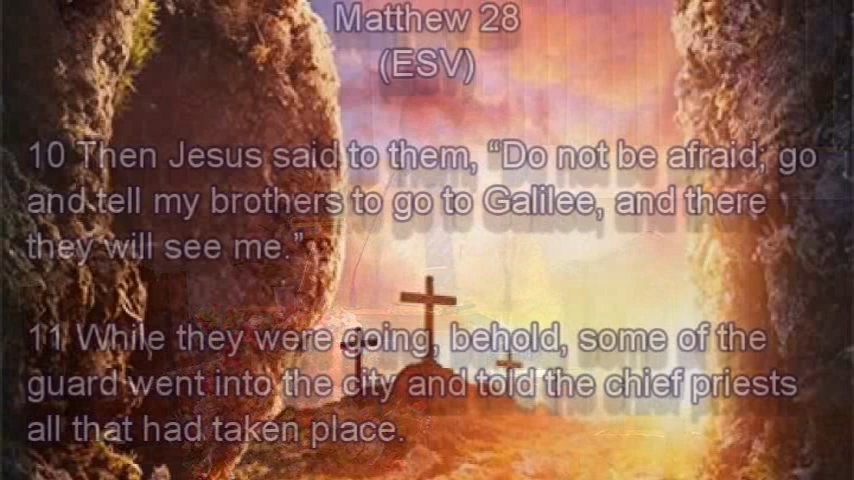 Matthew 28
(ESV)
10 Then Jesus said to them, “Do not be afraid; go
and tell my brothers to go to Galilee, and there
they will see me.”
11 While they were going, behold, some of the
guard went into the city and told the chief priests
all that had taken place.